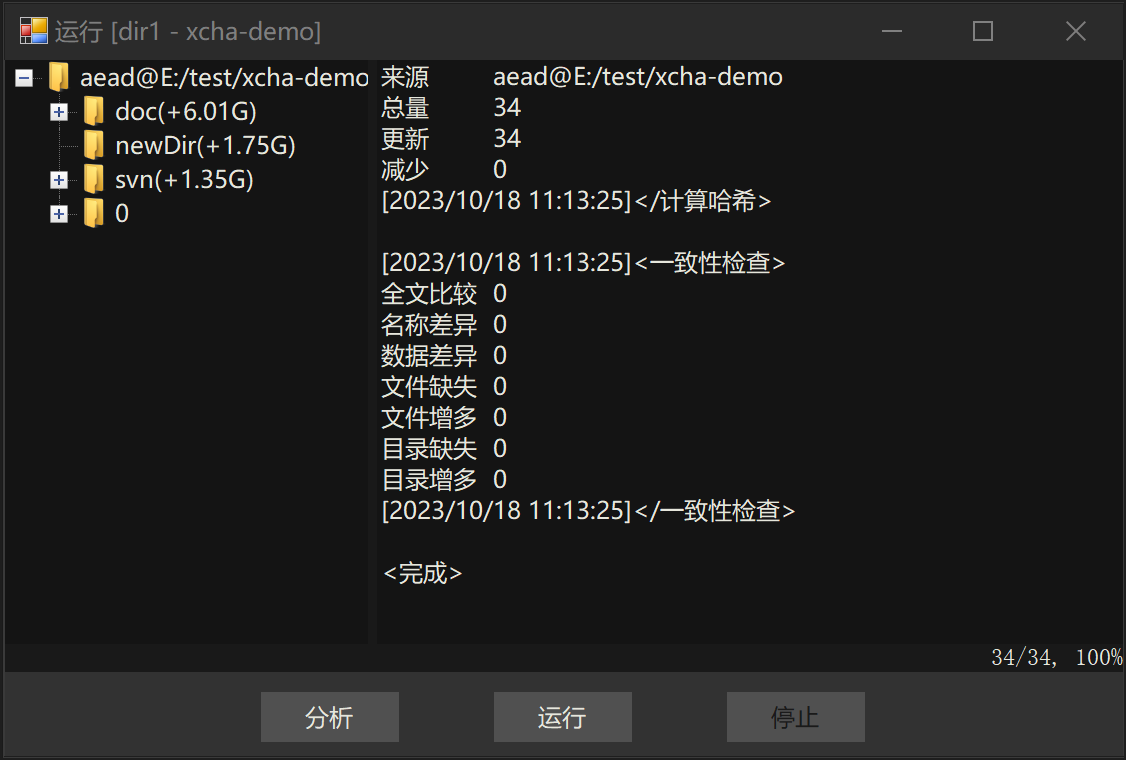 运行 [dir1 - xcha-demo]
aead@E:/test/xcha-demo
doc(+6.01G)
newDir(+1.75G)
svn(+1.35G)
0
来源 aead@E:/test/xcha-demo
总量 34
更新 34
减少 0
[2023/10/18 11:13:25]</计算哈希>
[2023/10/18 11:13:25]<一致性检查>
全文比较 0
名称差异 0
数据差异 0
文件缺失 0
文件增多 0
目录缺失 0
目录增多 0
[2023/10/18 11:13:25]</一致性检查>
<完成>
34/34, 100%
分析 运行 停止